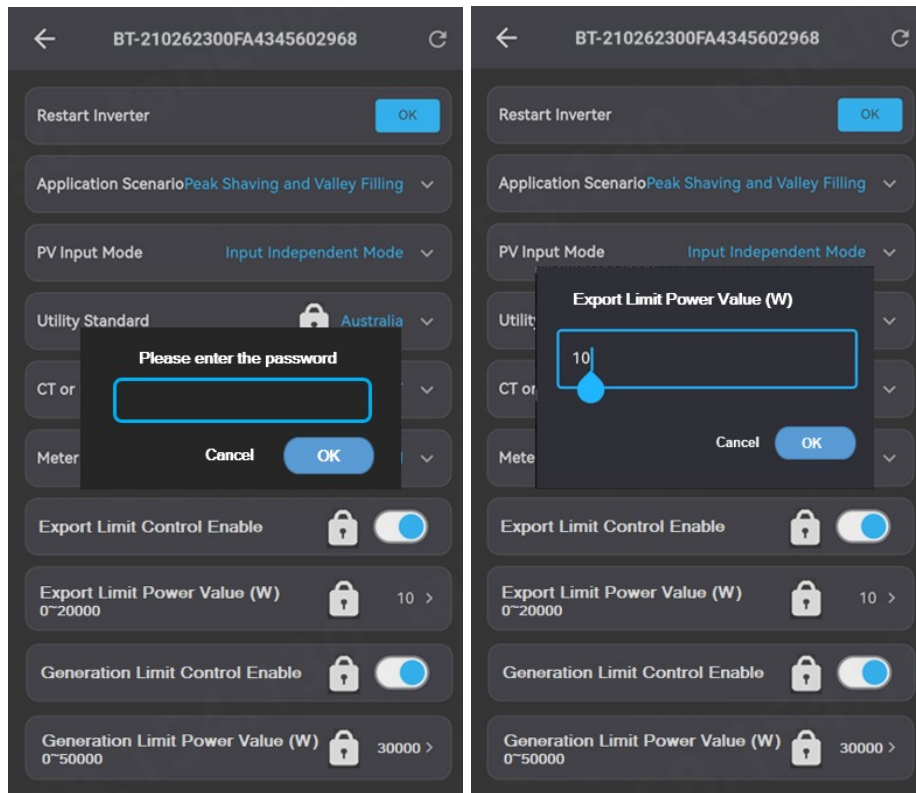 BT-210262300FA4345602968
Restart Inverter OK
Application Scenario Peak Shaving and Valley Filling
PV Input Mode Input Independent Mode
Utility Standard Australia
Please enter the password
CT or
Cancel OK
Meter
Export Limit Control Enable
Export Limit Power Value (W) 10 >
0~20000
Generation Limit Control Enable
Generation Limit Power Value (W) 30000 >
0~50000
BT-210262300FA4345602968
Restart Inverter OK
Application Scenario Peak Shaving and Valley Filling
PV Input Mode Input Independent Mode
Export Limit Power Value (W)
10
CT or
Cancel OK
Export Limit Control Enable
Export Limit Power Value (W) 10 >
0~20000
Generation Limit Control Enable
Generation Limit Power Value (W) 30000 >
0~50000